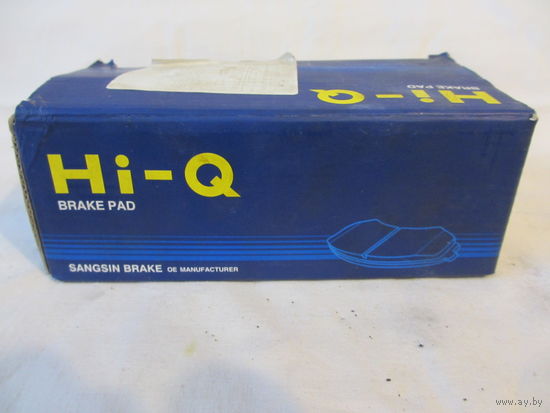 Hi-Q
BRAKE PAD
Hi-Q
BRAKE PAD
SANGSIN BRAKE OE MANUFACTURER
www.ay.by